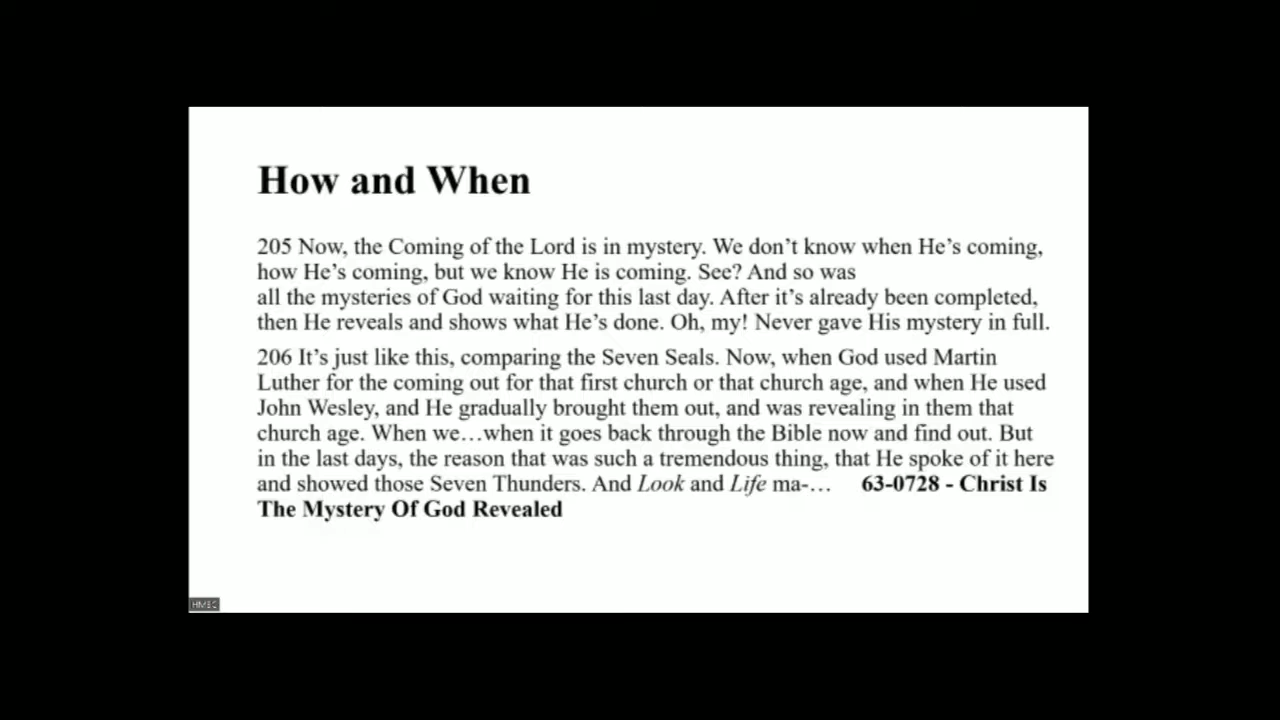 How and When
205 Now, the Coming of the Lord is in mystery. We don’t know when He’s coming,
how He’s coming, but we know He is coming. See? And so was
all the mysteries of God waiting for this last day. After it’s already been completed,
then He reveals and shows what He’s done. Oh, my! Never gave His mystery in full.
206 It’s just like this, comparing the Seven Seals. Now, when God used Martin
Luther for the coming out for that first church or that church age, and when He used
John Wesley, and He gradually brought them out, and was revealing in them that
church age. When we…when it goes back through the Bible now and find out. But
in the last days, the reason that was such a tremendous thing, that He spoke of it here
and showed those Seven Thunders. And Look and Life ma-… 63-0728 - Christ Is
The Mystery Of God Revealed